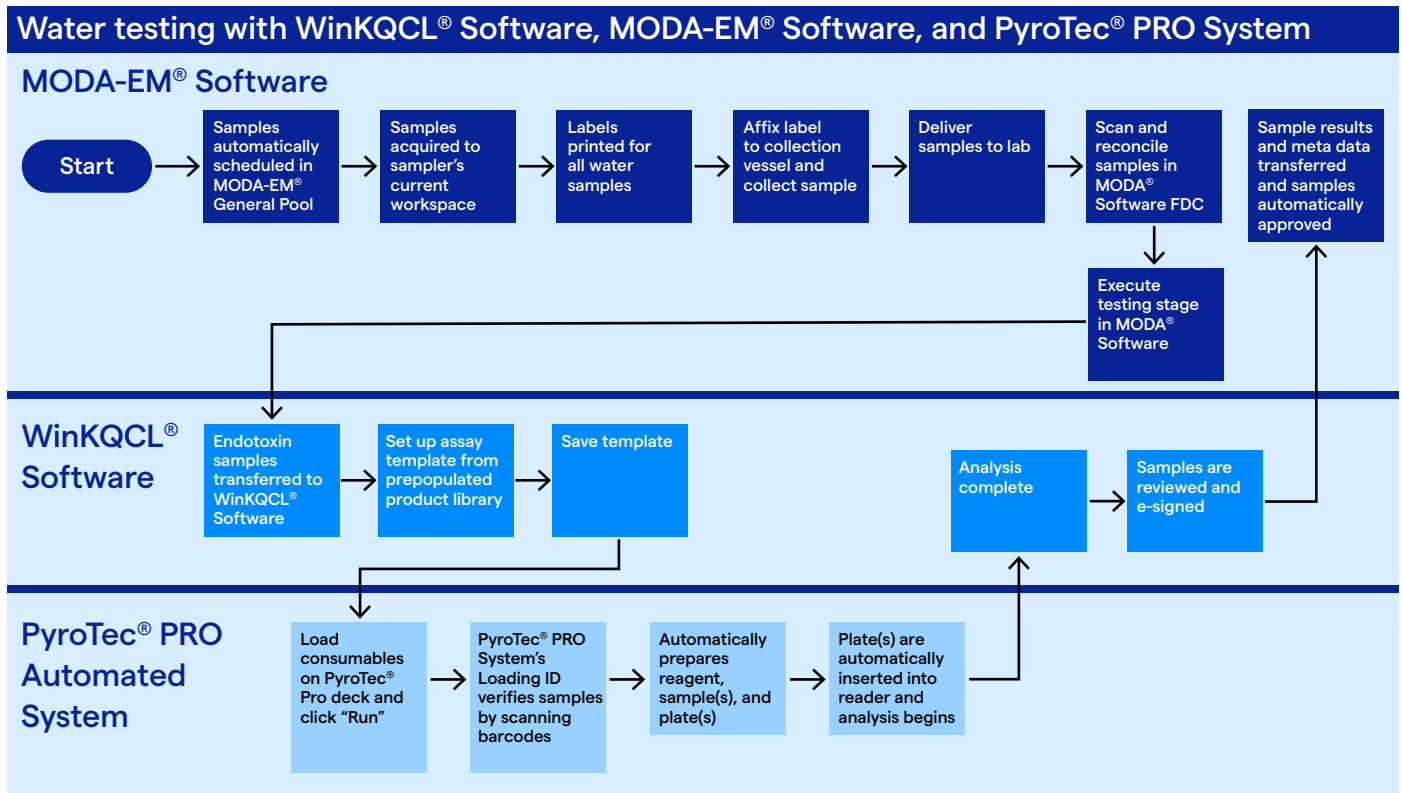 Water testing with WinKQCL® Software, MODA-EM® Software, and PyroTec® PRO System
MODA-EM® Software
Start
Samples
automatically
scheduled in
MODA-EM®
General Pool
Samples
acquired to
sampler’s
current
workspace
Labels
printed for
all water
samples
Affix label
to collection
vessel and
collect sample
Deliver
samples to lab
Scan and
reconcile
samples in
MODA®
Software FDC
Sample results
and meta data
transferred
and samples
automatically
approved
Execute
testing stage
in MODA®
Software
WinKQCL®
Software
Endotoxin
samples
transferred to
WinKQCL®
Software
Set up assay
template from
prepopulated
product library
Save template
Analysis
complete
Samples are
reviewed and
e-signed
PyroTec® PRO
Automated
System
Load
consumables
on PyroTec®
Pro deck and
click “Run”
PyroTec® PRO
System’s
Loading ID
verifies samples
by scanning
barcodes
Automatically
prepares
reagent,
sample(s), and
plate(s)
Plate(s) are
automatically
inserted into
reader and
analysis begins